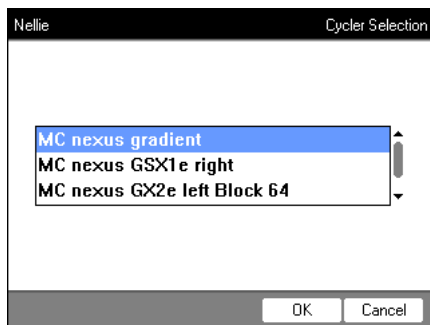 Nellie
Cycler Selection
MC nexus gradient
MC nexus GSX1e right
MC nexus GX2e left Block 64
OK
Cancel